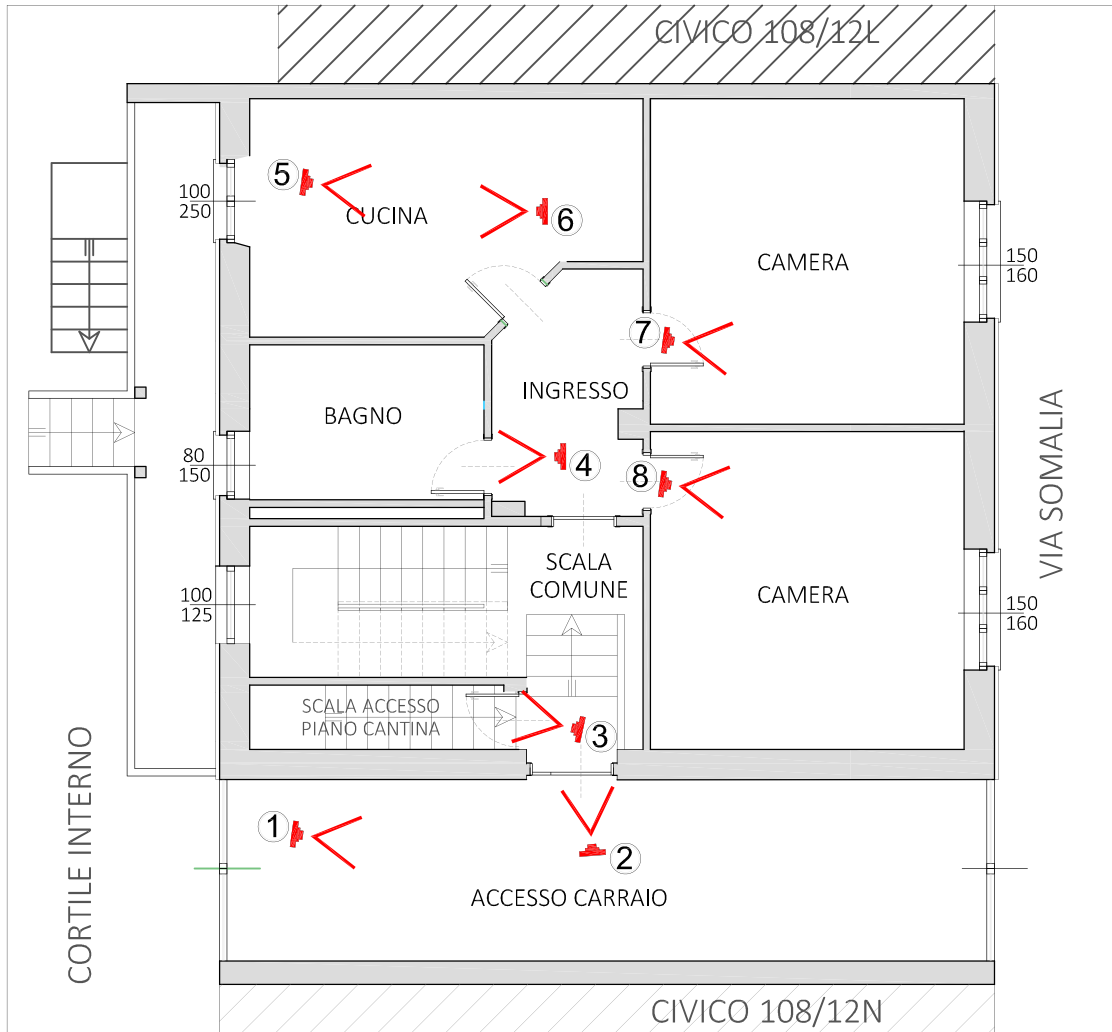 CIVICO 108/12L
5
100
250
CUCINA
6
CAMERA
150
160
7
INGRESSO
BAGNO
80
150
4
8
VIA SOMALIA
SCALA
COMUNE
100
125
CAMERA
150
160
SCALA ACCESSO
PIANO CANTINA
3
CORTILE INTERNO
1
2
ACCESSO CARRAIO
CIVICO 108/12N